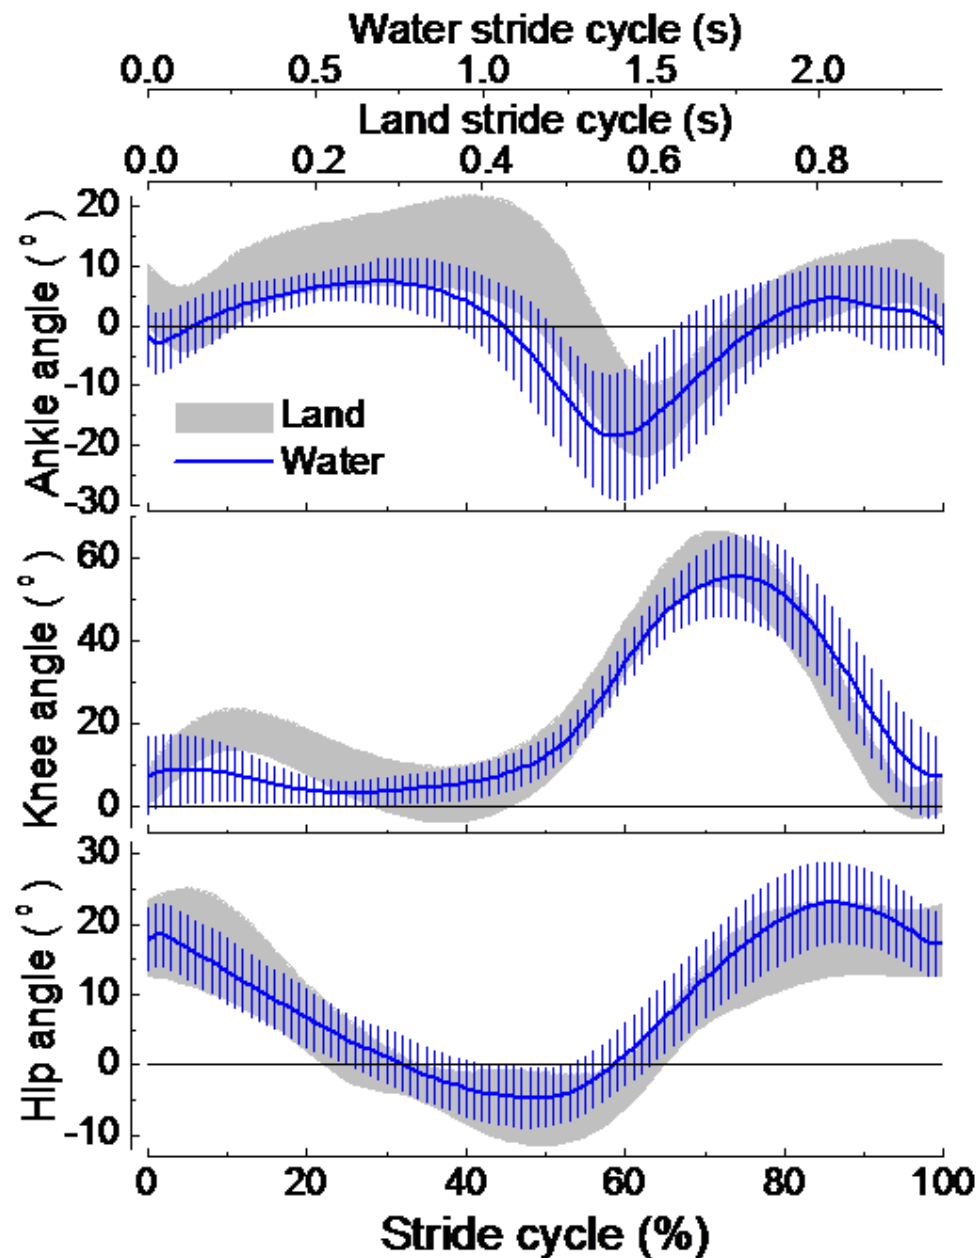 Water stride cycle (s)
0.0 0.5 1.0 1.5 2.0
Land stride cycle (s)
0.0 0.2 0.4 0.6 0.8
Ankle angle (°)
20
10
0
-10
-20
-30
Land
Water
Knee angle (°)
60
40
20
0
Hip angle (°)
30
20
10
0
-10
0 20 40 60 80 100
Stride cycle (%)